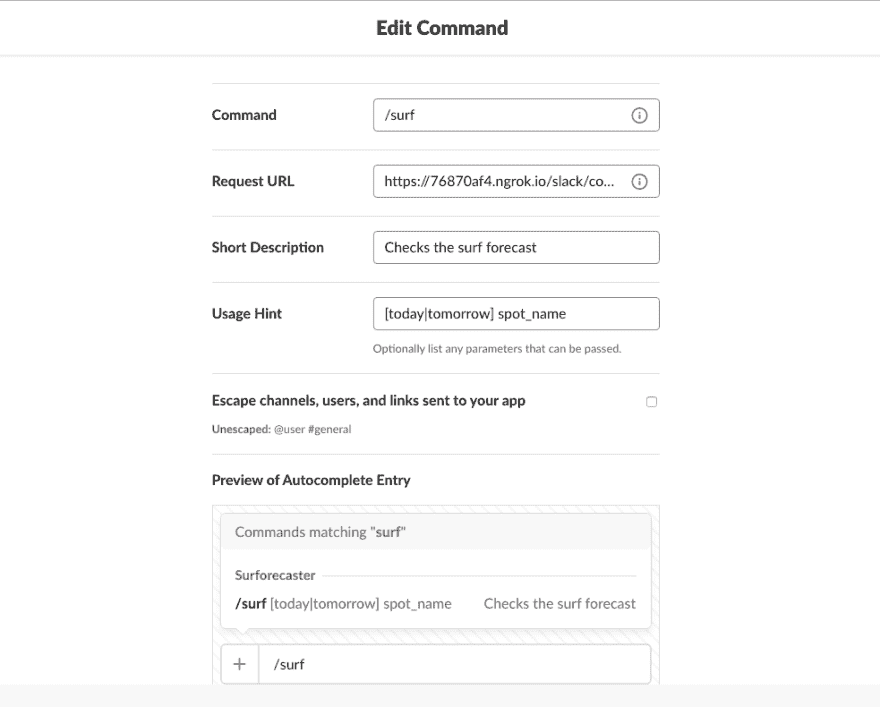 Edit Command
Command
/surf
Request URL
https://76870af4.ngrok.io/slack/co...
Short Description
Checks the surf forecast
Usage Hint
[today|tomorrow] spot_name
Optionally list any parameters that can be passed.
Escape channels, users, and links sent to your app
Unescaped: @user #general
Preview of Autocomplete Entry
Commands matching "surf"
Surforecaster
/surf [today|tomorrow] spot_name Checks the surf forecast
+ /surf